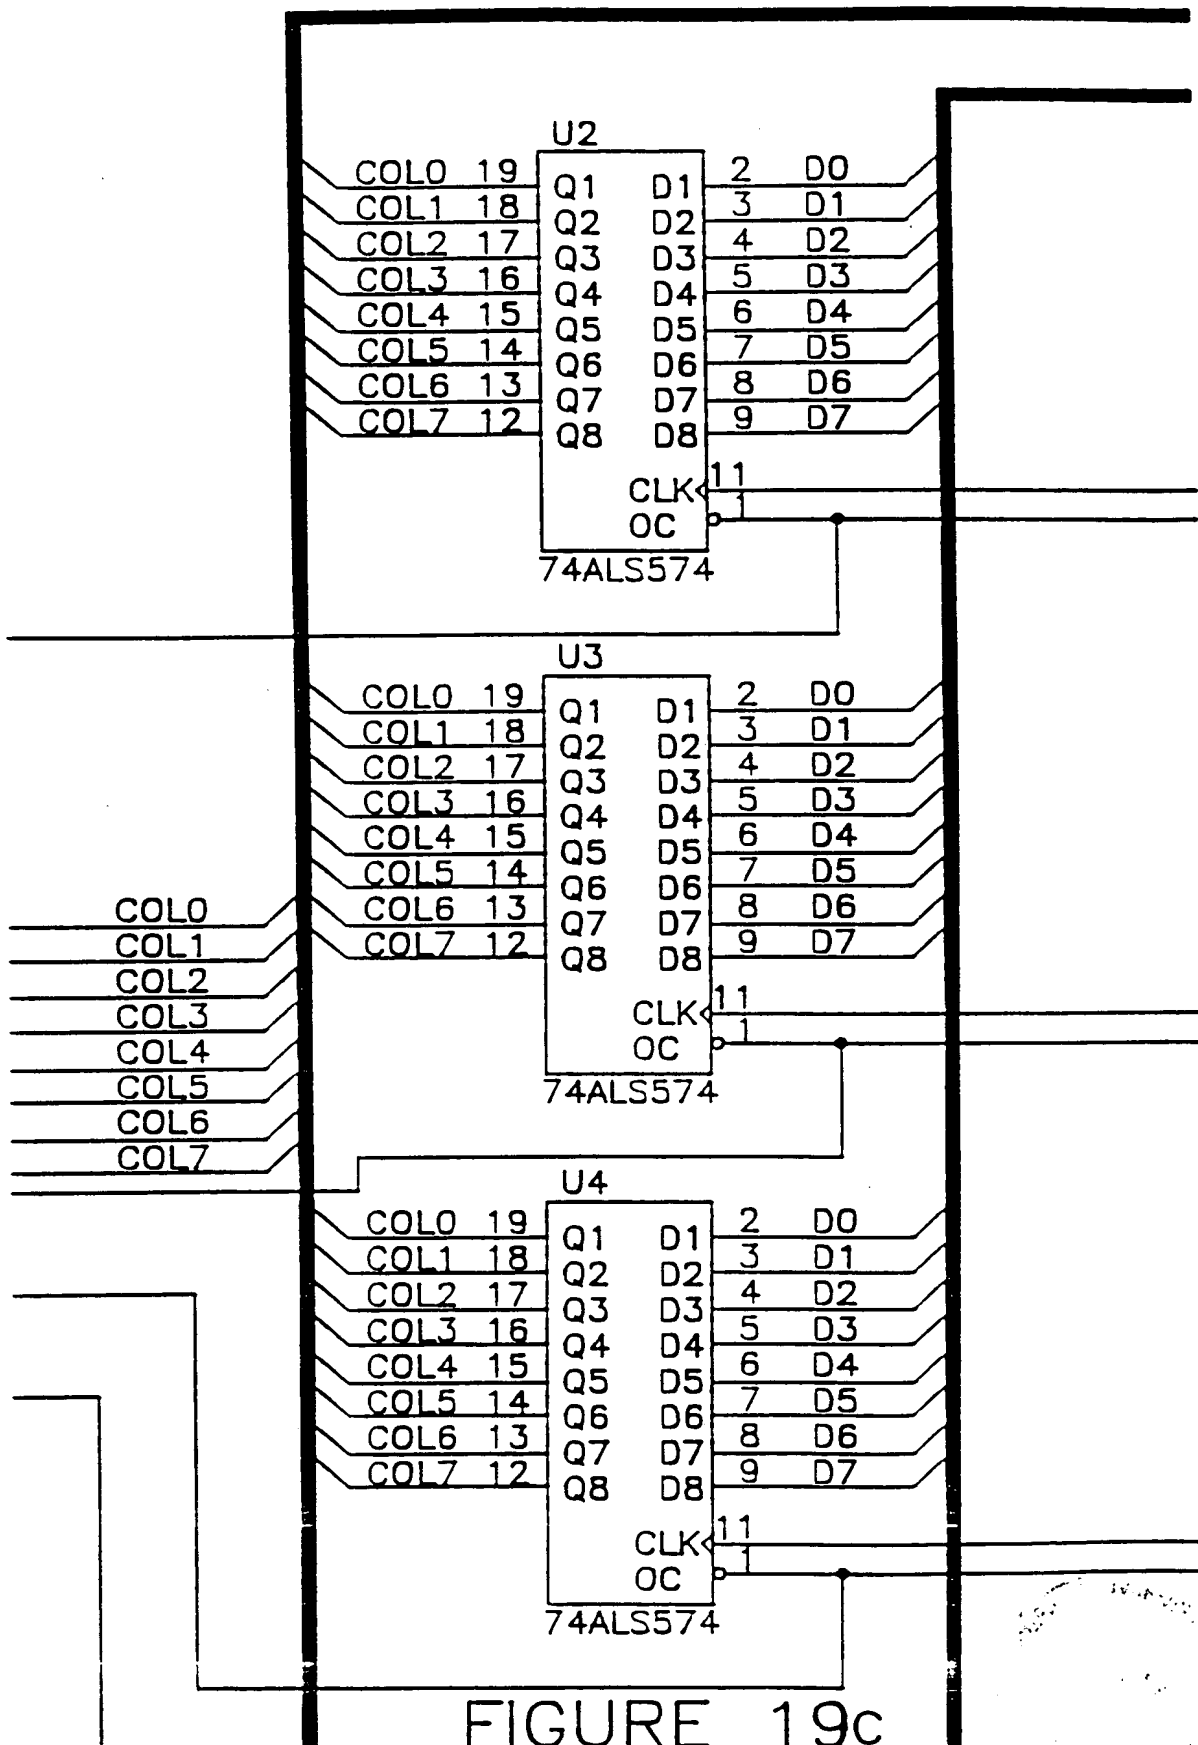 U2
COL0 19 Q1 D1 2 D0
COL1 18 Q2 D2 3 D1
COL2 17 Q3 D3 4 D2
COL3 16 Q4 D4 5 D3
COL4 15 Q5 D5 6 D4
COL5 14 Q6 D6 7 D5
COL6 13 Q7 D7 8 D6
COL7 12 Q8 D8 9 D7
CLK 11
OC 1
74ALS574
U3
COL0 19 Q1 D1 2 D0
COL1 18 Q2 D2 3 D1
COL2 17 Q3 D3 4 D2
COL3 16 Q4 D4 5 D3
COL4 15 Q5 D5 6 D4
COL5 14 Q6 D6 7 D5
COL6 13 Q7 D7 8 D6
COL7 12 Q8 D8 9 D7
CLK 11
OC 1
74ALS574
COL0
COL1
COL2
COL3
COL4
COL5
COL6
COL7
U4
COL0 19 Q1 D1 2 D0
COL1 18 Q2 D2 3 D1
COL2 17 Q3 D3 4 D2
COL3 16 Q4 D4 5 D3
COL4 15 Q5 D5 6 D4
COL5 14 Q6 D6 7 D5
COL6 13 Q7 D7 8 D6
COL7 12 Q8 D8 9 D7
CLK 11
OC 1
74ALS574
FIGURE 19c